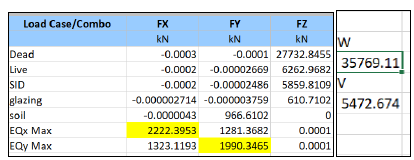 Load Case/Combo FX FY FZ
kN kN kN
Dead -0.0003 -0.0001 27732.8455
Live -0.0002 -0.00002669 6262.9682
SID -0.0002 -0.00002486 5859.8109
glazing -0.000002714 -0.000003759 610.7102
soil -0.0000043 966.6102 0
EQx Max 2222.3953 1281.3682 0.0001
EQy Max 1323.1193 1990.3465 0.0001
W
35769.11
V
5472.674